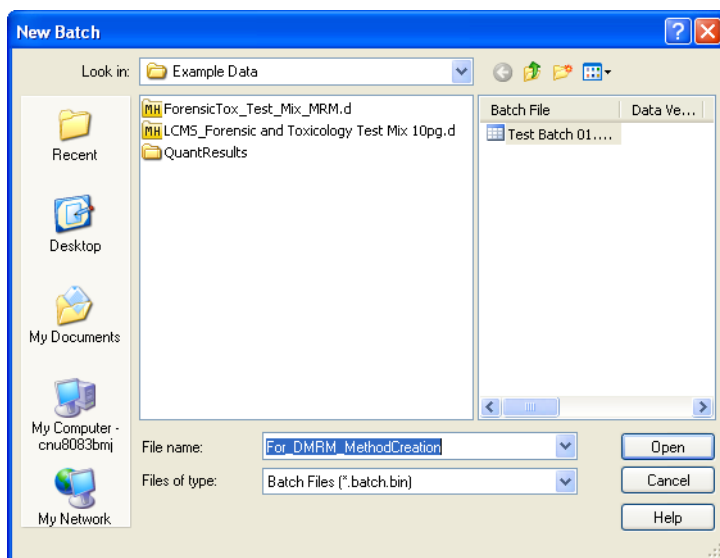 New Batch
Look in: Example Data
Recent
Desktop
My Documents
My Computer -
cnu8083bmj
My Network
MH ForensicTox_Test_Mix_MRM.d
MH LCMS_Forensic and Toxicology Test Mix 10pg.d
QuantResults
Batch File Data Ve...
Test Batch 01....
File name: For_DMRM_MethodCreation
Open
Files of type: Batch Files (*.batch.bin)
Cancel
Help